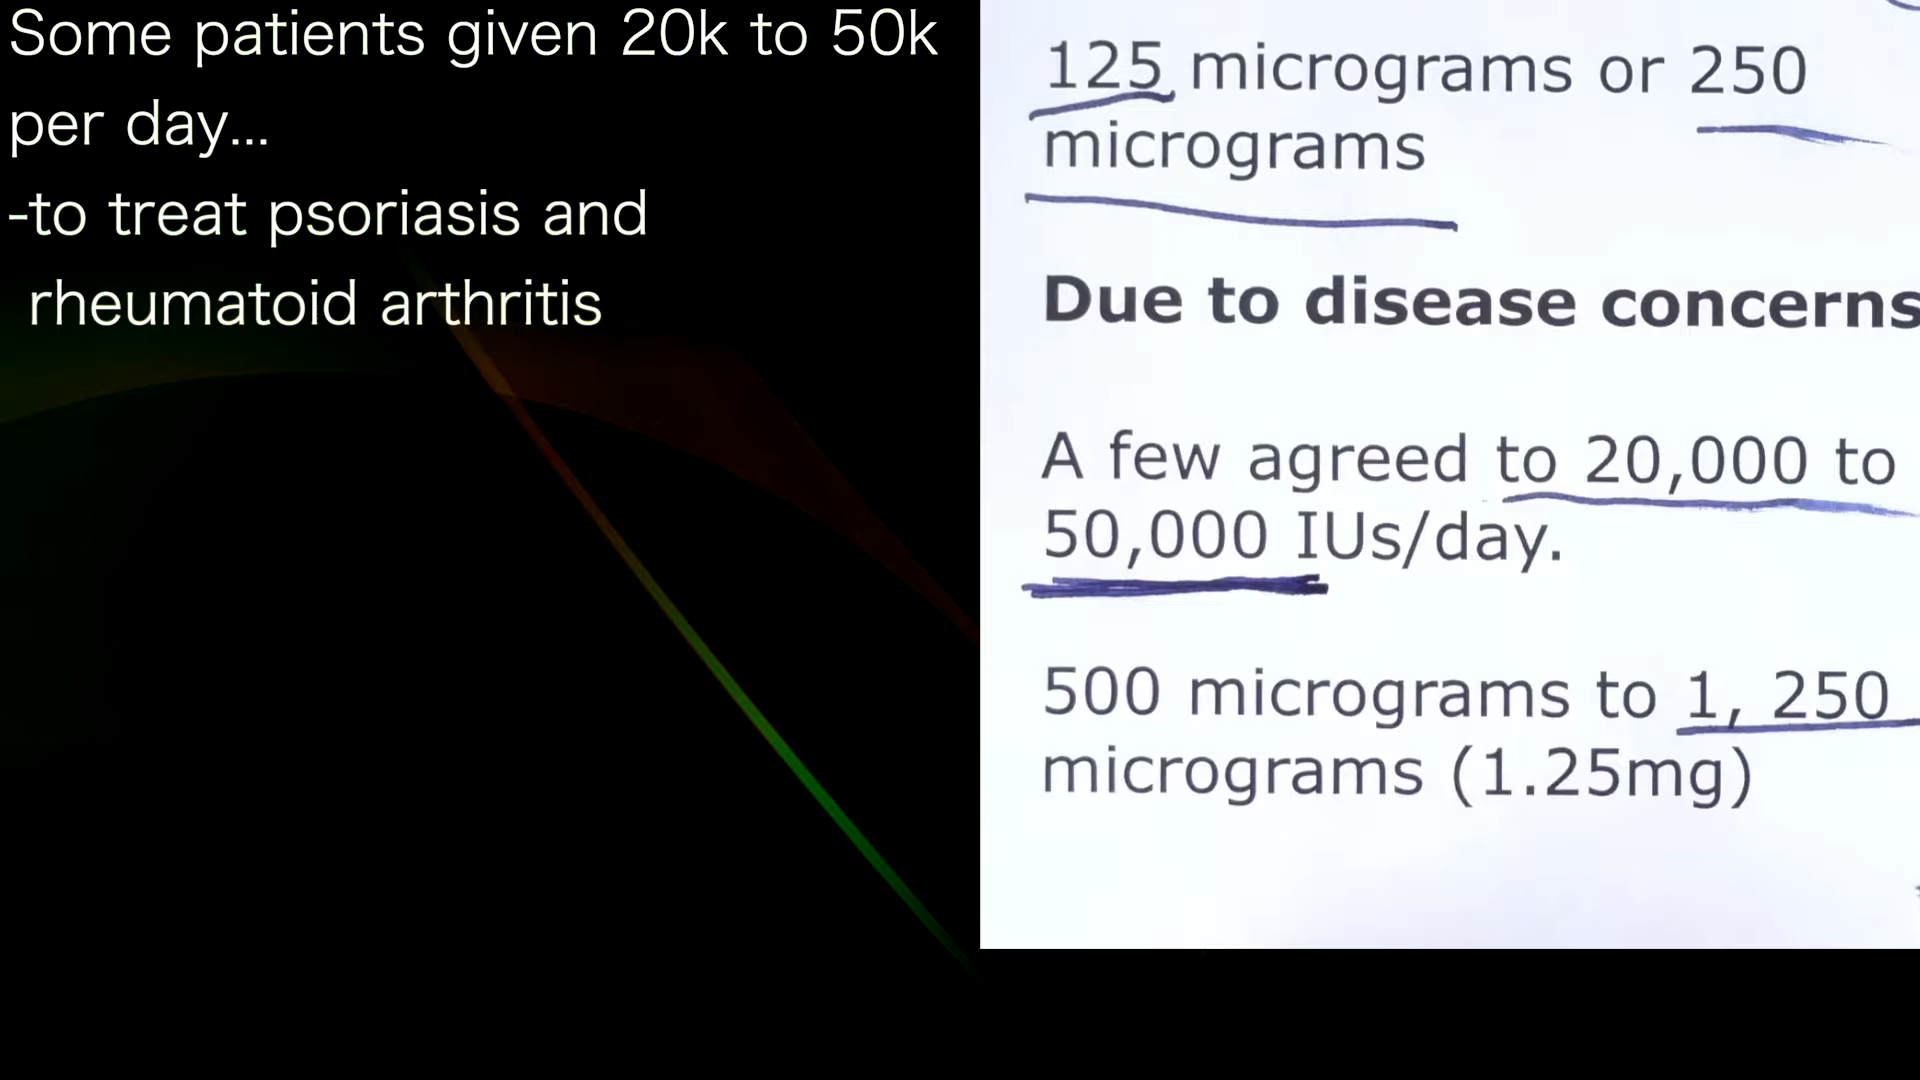 Some patients given 20k to 50k
per day...
-to treat psoriasis and
rheumatoid arthritis
125 micrograms or 250
micrograms
Due to disease concerns
A few agreed to 20,000 to
50,000 IUs/day.
500 micrograms to 1, 250
micrograms (1.25mg)